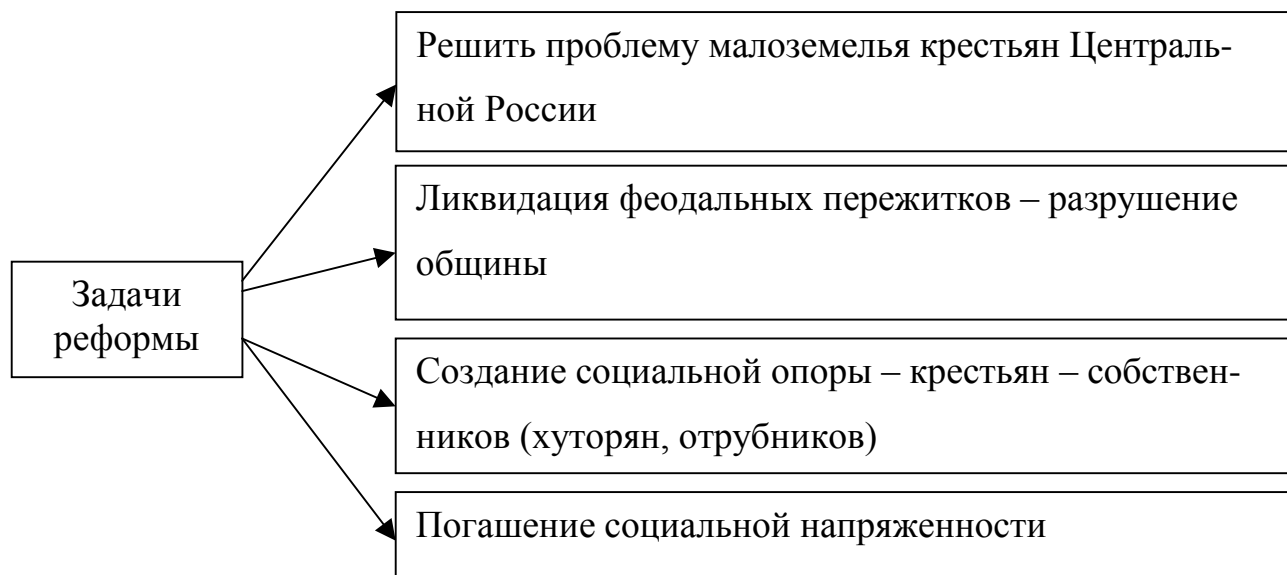 Задачи
реформы
Решить проблему малоземелья крестьян Централь-
ной России
Ликвидация феодальных пережитков – разрушение
общины
Создание социальной опоры – крестьян – собствен-
ников (хуторян, отрубников)
Погашение социальной напряженности